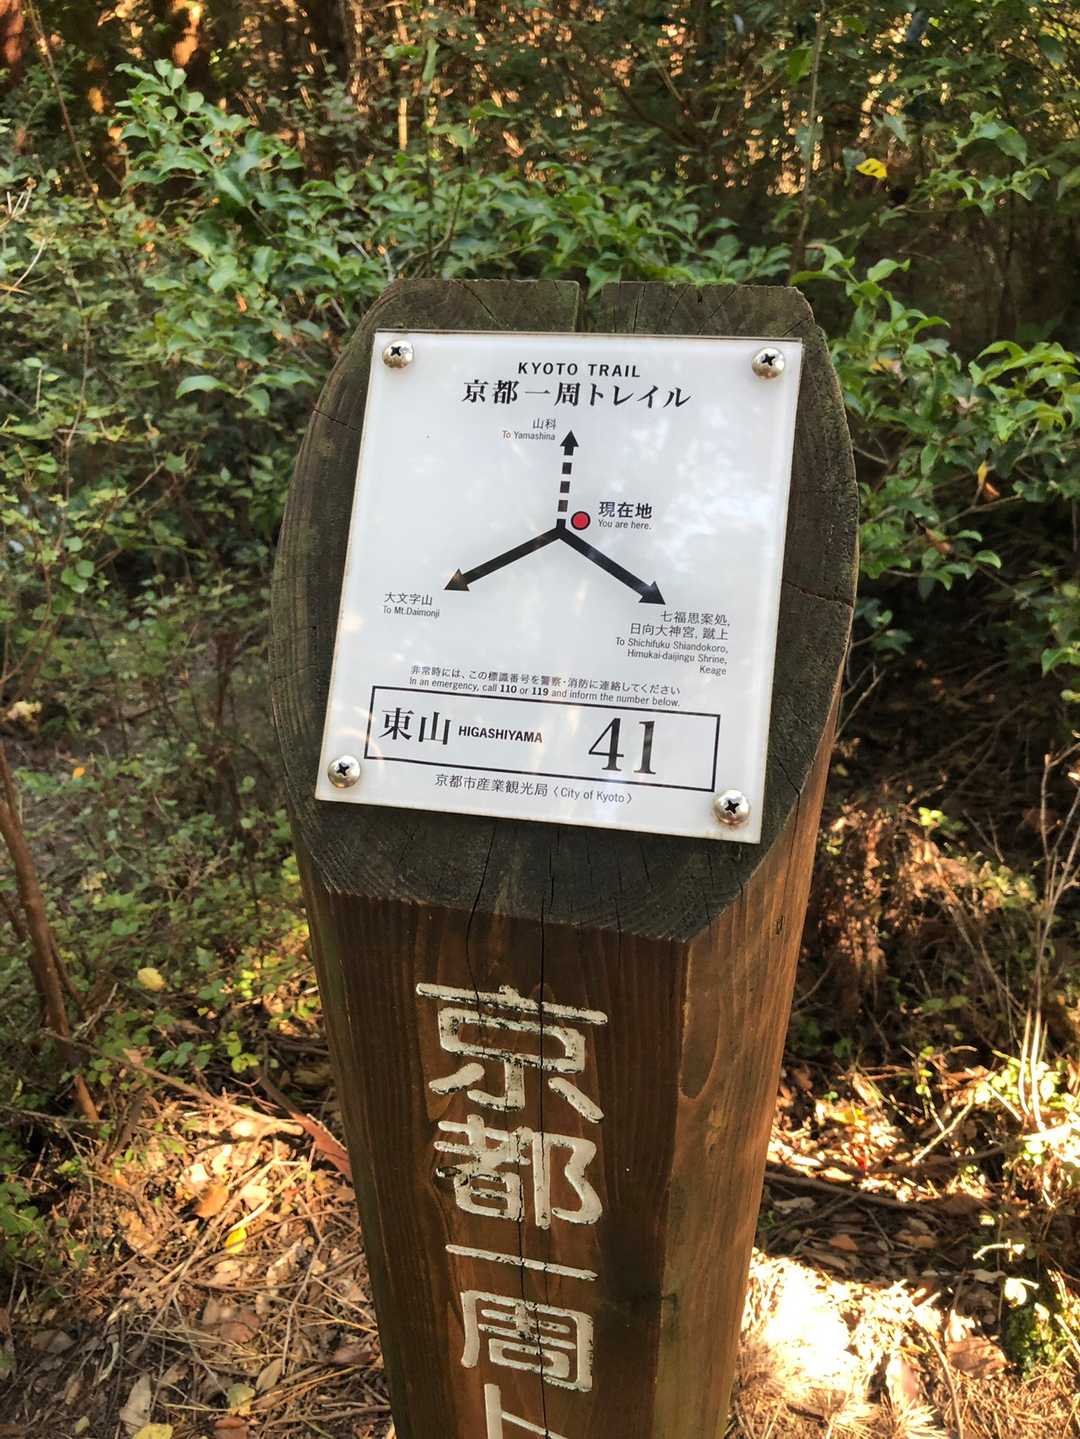 KYOTO TRAIL
京都一周トレイル
山科
To Yamashina
現在地
You are here.
大文字山
To Mt.Daimonji
七福思案処,
日向大神宮, 蹴上
To Shichifuku Shiandokoro,
Himukai-daijingu Shrine,
Keage
非常時には、この標識番号を警察・消防に連絡してください
In an emergency, call 110 or 119 and inform the number below.
東山 HIGASHIYAMA 41
京都市産業観光局〈City of Kyoto〉
京都一周ト